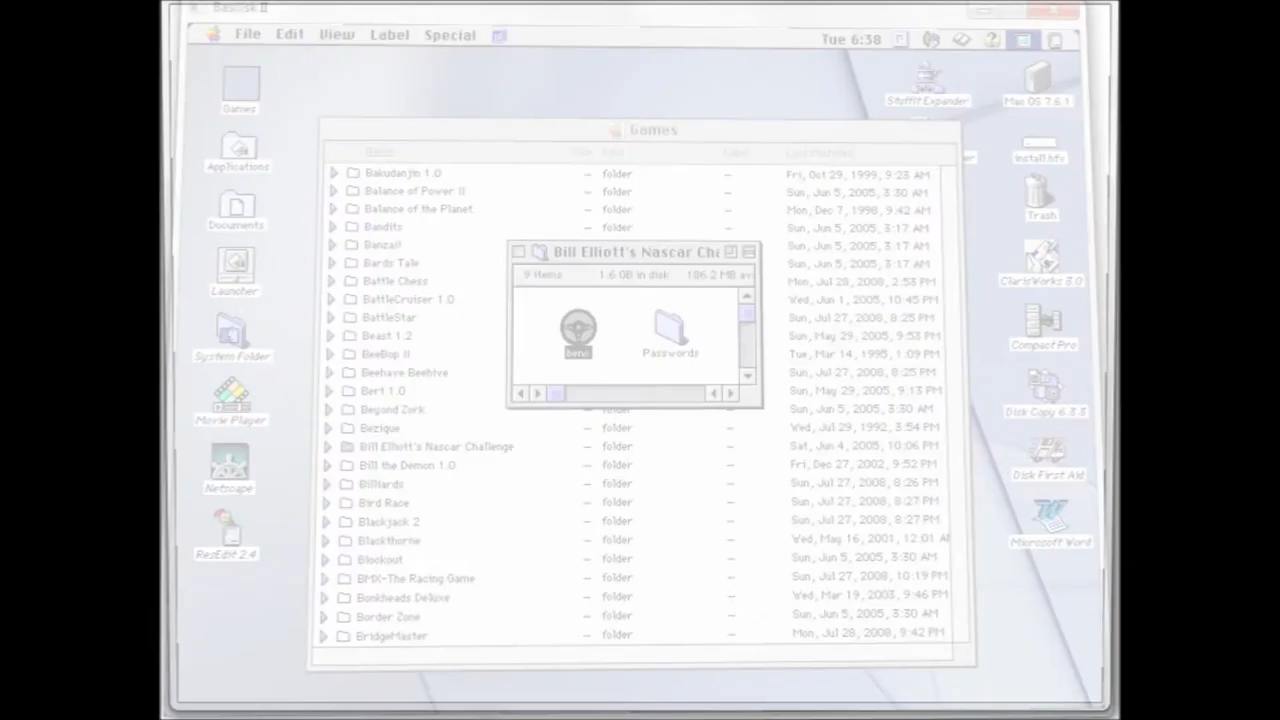 Basilisk II
File Edit View Label Special
Tue 6:38
Games
Applications
Documents
Launcher
System Folder
Movie Player
Netscape
ResEdit 2.4
StuffIt Expander
Mac OS 7.6.1
Install.hfv
Trash
ClarisWorks 3.0
Compact Pro
Disk Copy 6.3.3
Disk First Aid
Microsoft Word
Games
Name Size Kind Label Last Modified
Bakudanjin 1.0 – folder – Fri, Oct 29, 1999, 9:23 AM
Balance of Power II – folder – Sun, Jun 5, 2005, 3:30 AM
Balance of the Planet – folder – Mon, Dec 7, 1998, 9:42 AM
Bandits – folder – Sun, Jun 5, 2005, 3:17 AM
Banzai! – folder – Sun, Jun 5, 2005, 3:17 AM
Bards Tale – folder – Sun, Jun 5, 2005, 3:17 AM
Battle Chess Mon, Jul 28, 2008, 2:53 PM
BattleCruiser 1.0 Wed, Jun 1, 2005, 10:45 PM
BattleStar Sun, Jul 27, 2008, 8:25 PM
Beast 1.2 Sun, May 29, 2005, 9:53 PM
BeeBop II Tue, Mar 14, 1995, 1:09 PM
Beehave Beehive Sun, Jul 27, 2008, 8:25 PM
Bert 1.0 Sun, May 29, 2005, 9:13 PM
Beyond Zork – folder – Sun, Jun 5, 2005, 3:30 AM
Bezique – folder – Wed, Jul 29, 1992, 3:54 PM
Bill Elliott's Nascar Challenge – folder – Sat, Jun 4, 2005, 10:06 PM
Bill the Demon 1.0 – folder – Fri, Dec 27, 2002, 9:52 PM
Billiards – folder – Sun, Jul 27, 2008, 8:26 PM
Bird Race – folder – Sun, Jul 27, 2008, 8:27 PM
Blackjack 2 – folder – Sun, Jul 27, 2008, 8:27 PM
Blackthorne – folder – Wed, May 16, 2001, 12:01 AM
Blockout – folder – Sun, Jun 5, 2005, 3:30 AM
BMX-The Racing Game – folder – Sun, Jul 27, 2008, 10:19 PM
Bonkheads Deluxe – folder – Wed, Mar 19, 2003, 9:46 PM
Border Zone – folder – Sun, Jun 5, 2005, 3:30 AM
BridgeMaster – folder – Mon, Jul 28, 2008, 9:42 PM
Bill Elliott's Nascar Cha
9 items 1.6 GB in disk 186.2 MB av
Passwords